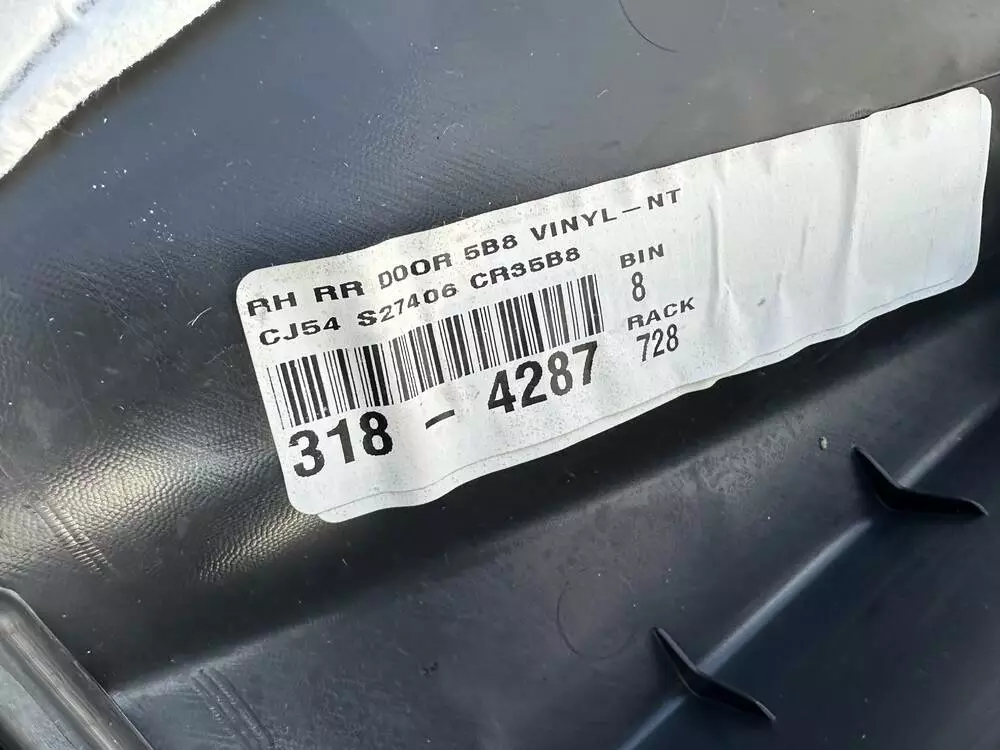 RH RR DOOR 5B8 VINYL-NT
CJ54 S27406 CR35B8
318 - 4287
BIN
8
RACK
728